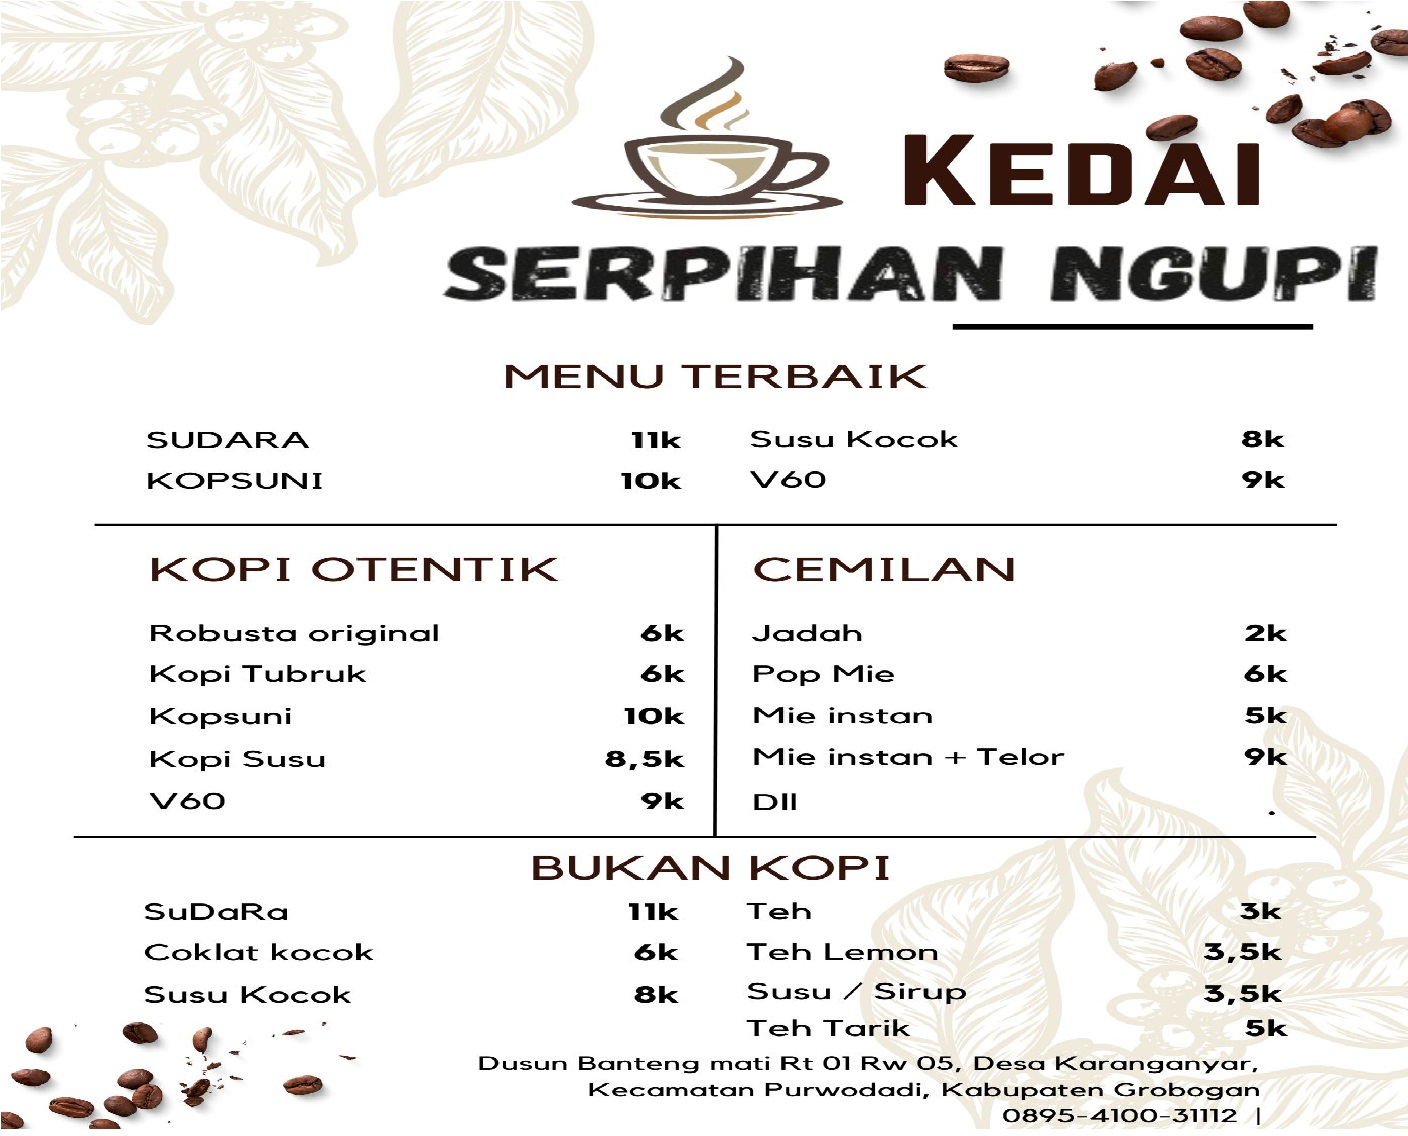 KEDAI
SERPIHAN NGUPI
MENU TERBAIK
SUDARA 11k
KOPSUNI 10k
Susu Kocok 8k
V60 9k
KOPI OTENTIK
Robusta original 6k
Kopi Tubruk 6k
Kopsuni 10k
Kopi Susu 8,5k
V60 9k
CEMILAN
Jadah 2k
Pop Mie 6k
Mie instan 5k
Mie instan + Telor 9k
Dll .
BUKAN KOPI
SuDaRa 11k
Coklat kocok 6k
Susu Kocok 8k
Teh 3k
Teh Lemon 3,5k
Susu / Sirup 3,5k
Teh Tarik 5k
Dusun Banteng mati Rt 01 Rw 05, Desa Karanganyar,
Kecamatan Purwodadi, Kabupaten Grobogan
0895-4100-31112 |